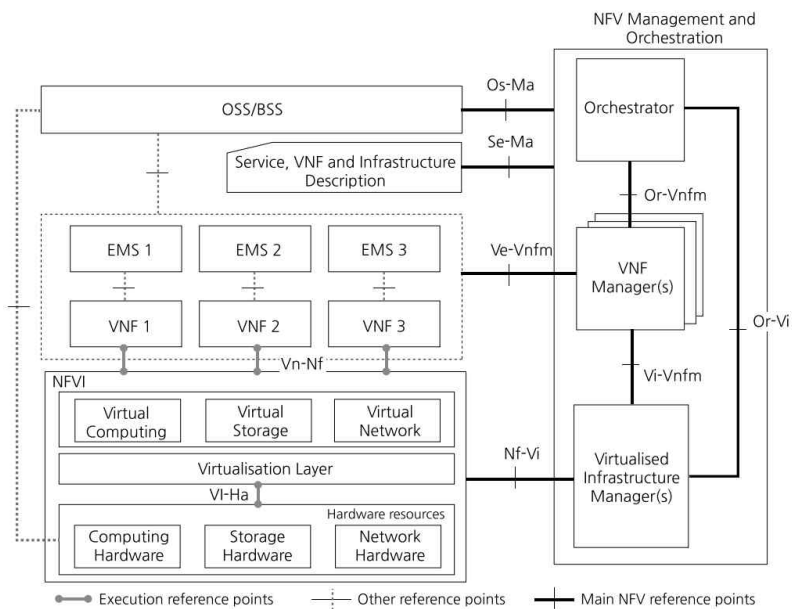 NFV Management and
Orchestration
Os-Ma
OSS/BSS
Orchestrator
Se-Ma
Service, VNF and Infrastructure
Description
Or-Vnfm
EMS 1
EMS 2
EMS 3
Ve-Vnfm
VNF
Manager(s)
VNF 1
VNF 2
VNF 3
Or-Vi
Vn-Nf
NFVI
Vi-Vnfm
Virtual
Computing
Virtual
Storage
Virtual
Network
Nf-Vi
Virtualised
Infrastructure
Manager(s)
Virtualisation Layer
VI-Ha
Hardware resources
Computing
Hardware
Storage
Hardware
Network
Hardware
Execution reference points
Other reference points
Main NFV reference points